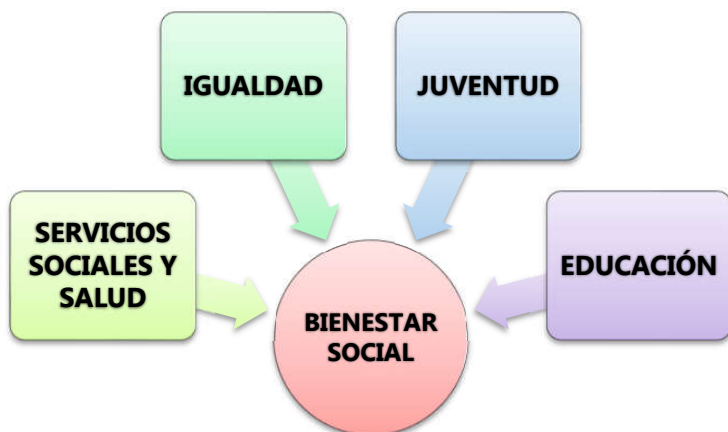 IGUALDAD
JUVENTUD
SERVICIOS
SOCIALES Y
SALUD
EDUCACIÓN
BIENESTAR
SOCIAL